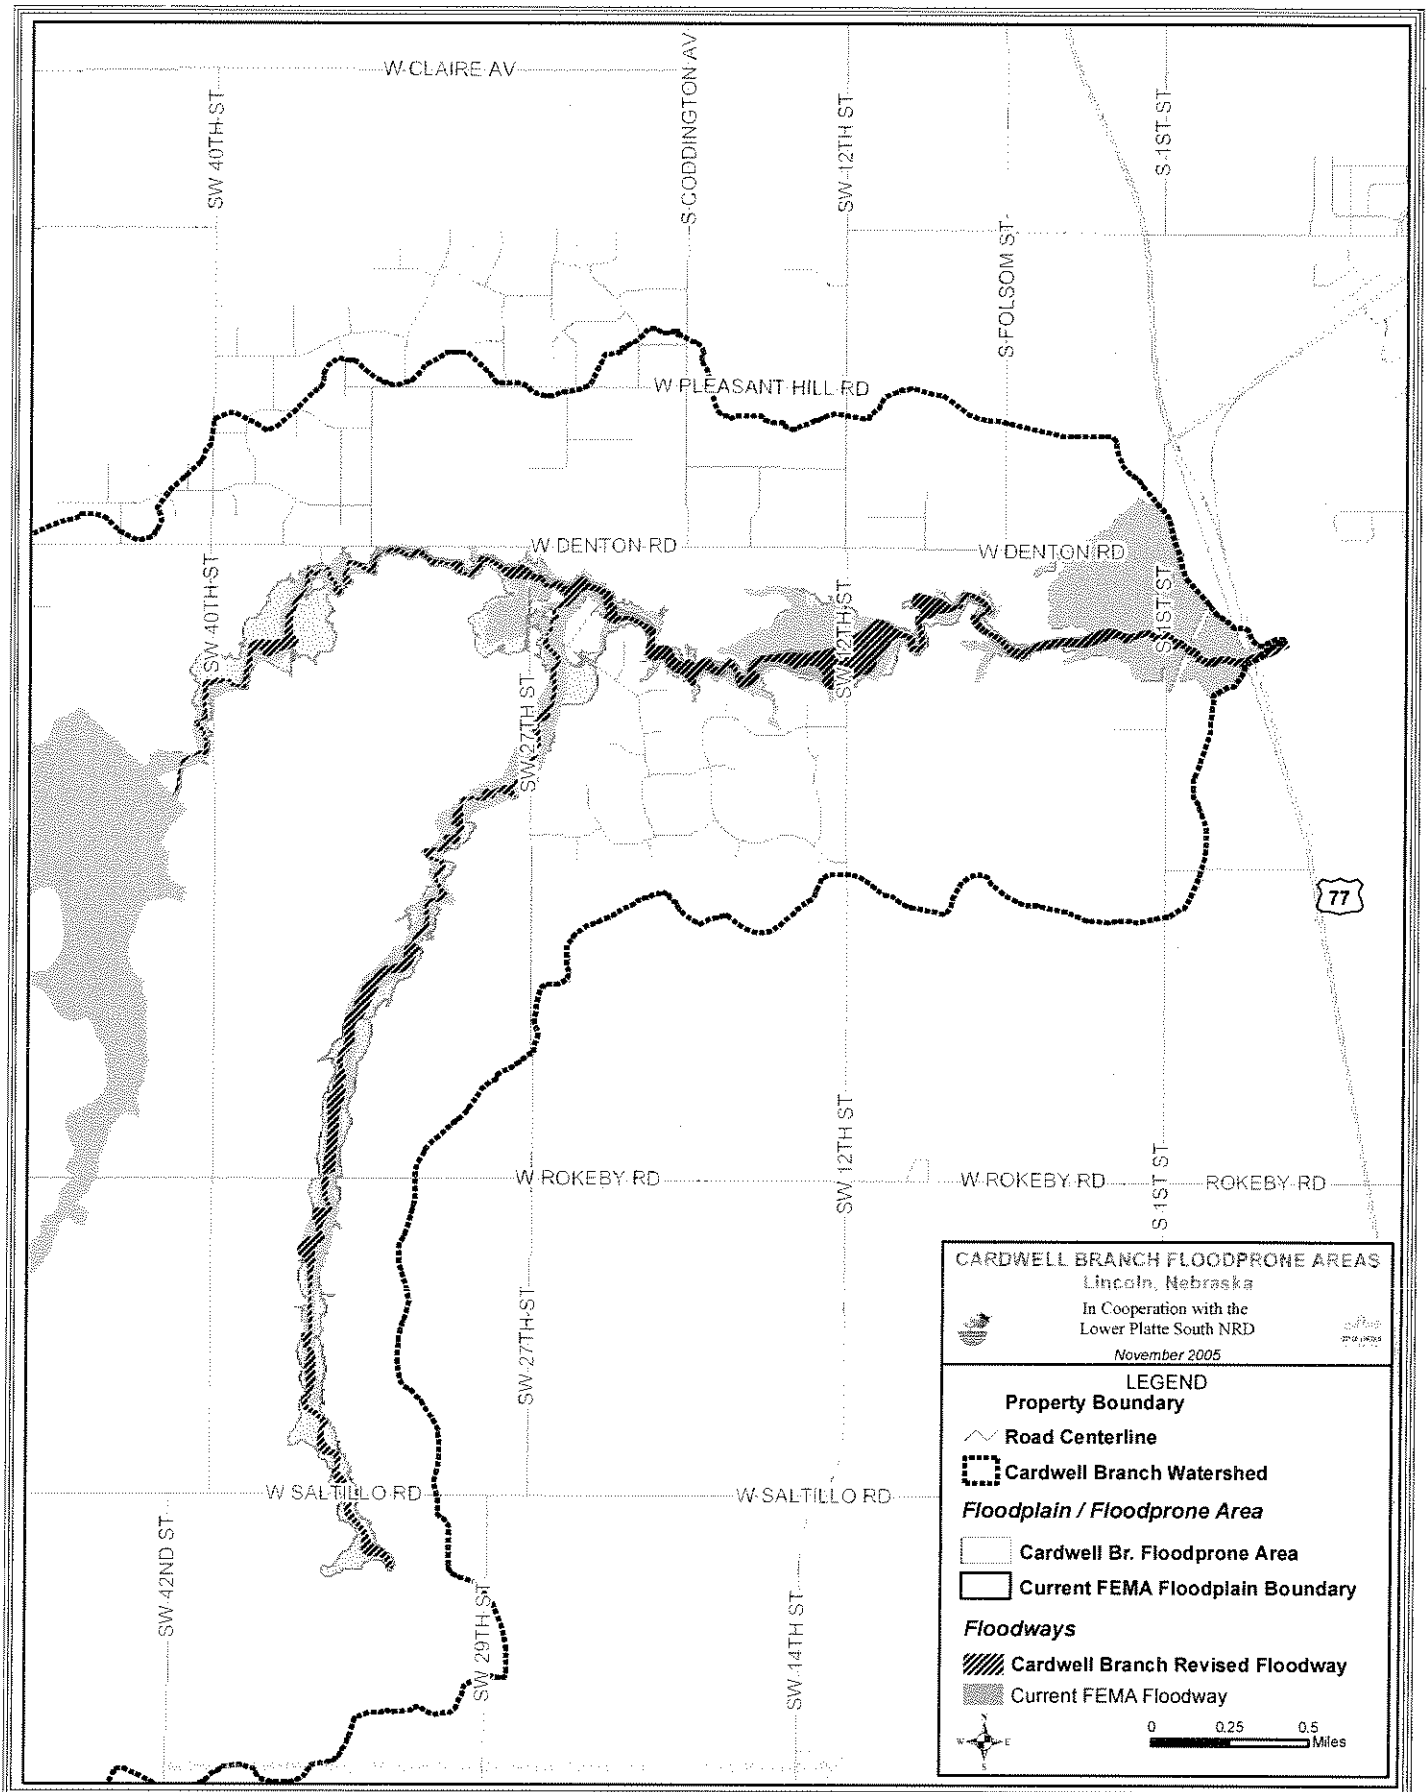 W CLAIRE AV
SW 40TH ST
S CODDINGTON AV
SW 12TH ST
S 1ST ST
S FOLSOM ST
W PLEASANT HILL RD
W DENTON RD
W DENTON RD
SW 40TH ST
SW 12TH ST
S 1ST ST
SW 27TH ST
77
SW 12TH ST
S 1ST ST
W ROKEBY RD
W ROKEBY RD
ROKEBY RD
SW 27TH ST
W SALTILLO RD
W SALTILLO RD
SW 42ND ST
SW 29TH ST
SW 14TH ST
CARDWELL BRANCH FLOODPRONE AREAS
Lincoln, Nebraska
In Cooperation with the
Lower Platte South NRD
November 2005
LEGEND
Property Boundary
Road Centerline
Cardwell Branch Watershed
Floodplain / Floodprone Area
Cardwell Br. Floodprone Area
Current FEMA Floodplain Boundary
Floodways
Cardwell Branch Revised Floodway
Current FEMA Floodway
N
W E
S
0 0.25 0.5
Miles